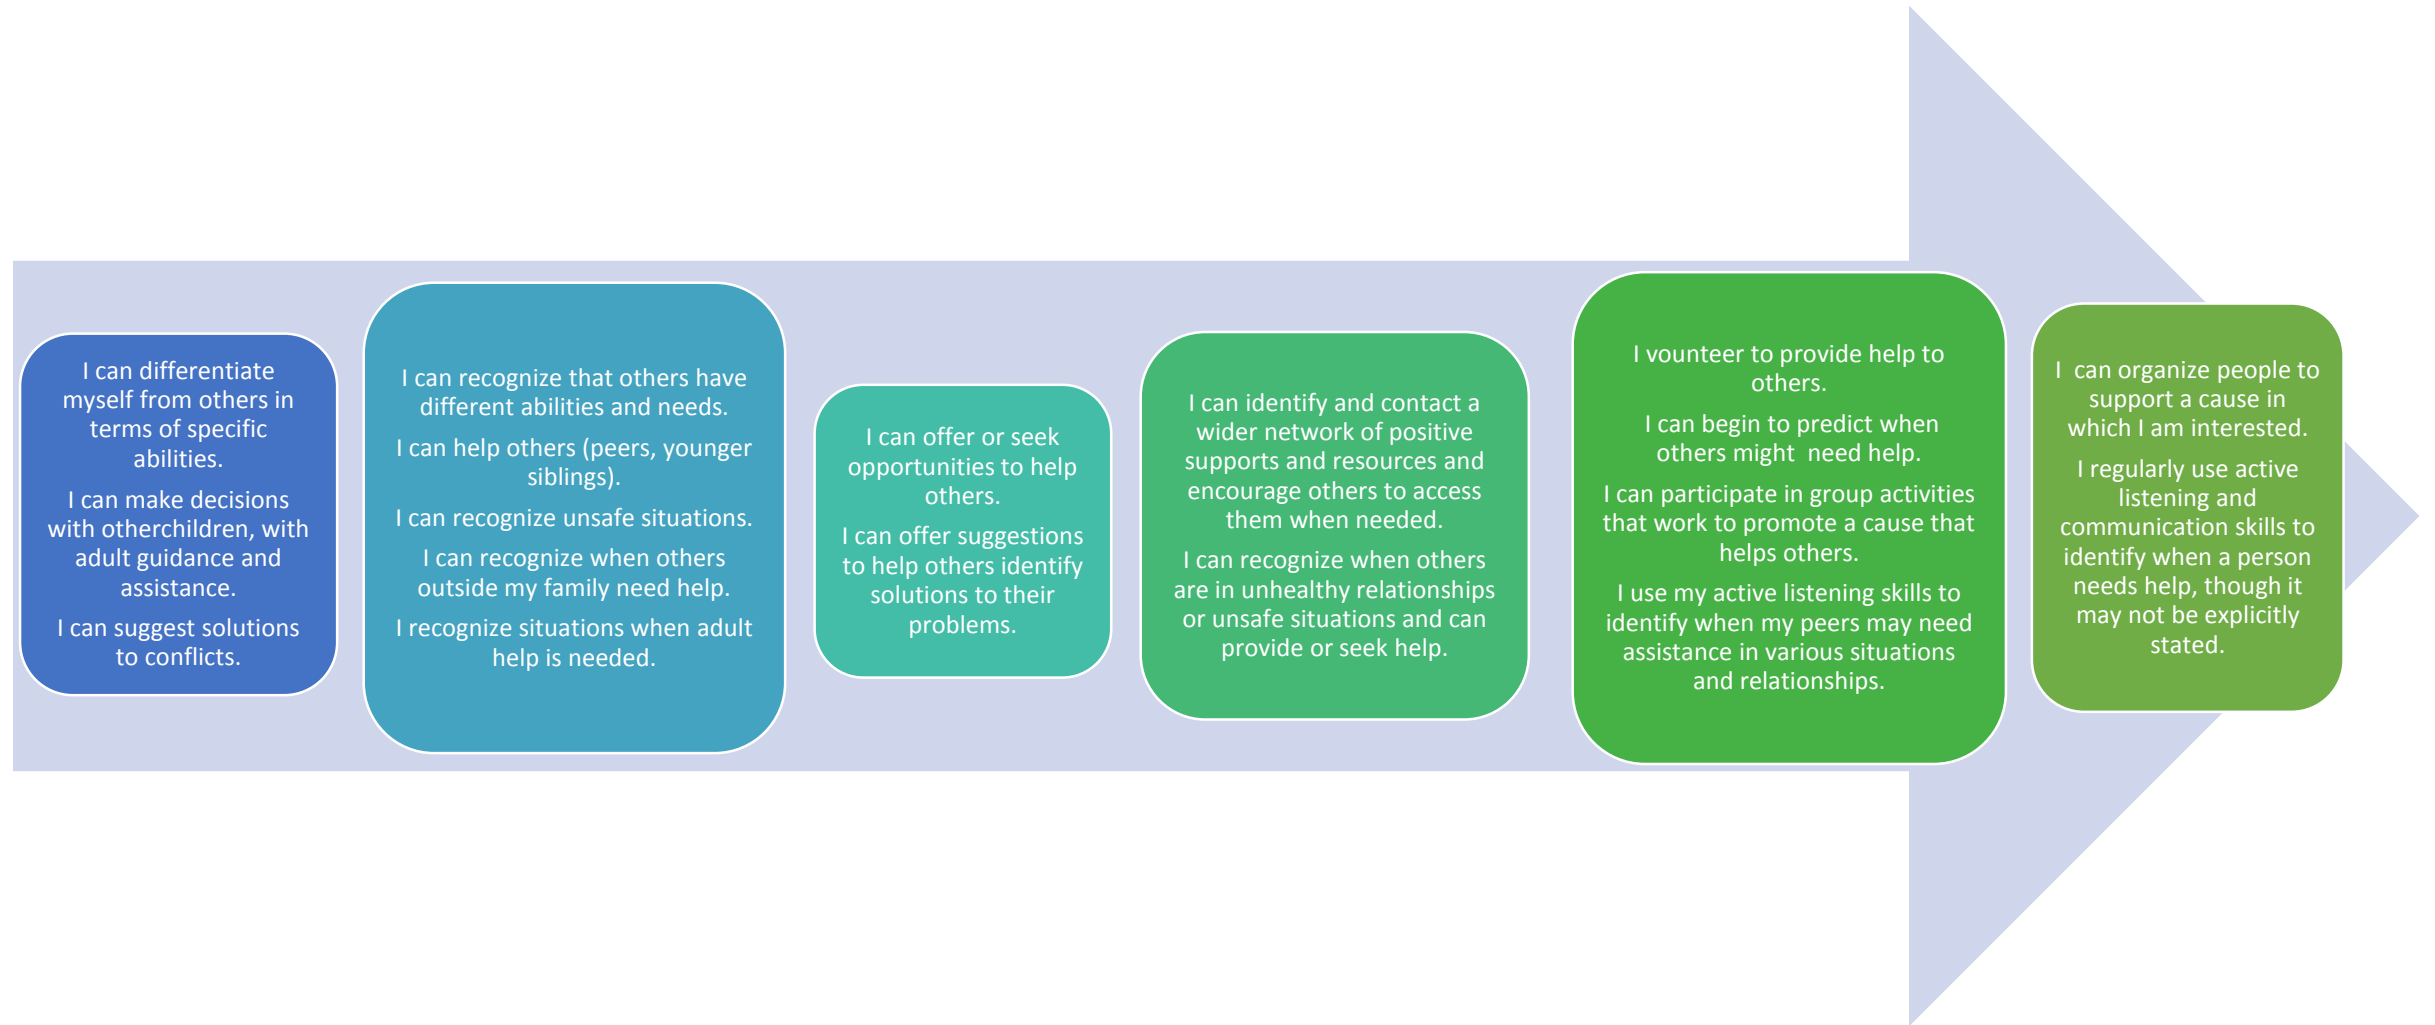 I can differentiate
myself from others in
terms of specific
abilities.
I can make decisions
with otherchildren, with
adult guidance and
assistance.
I can suggest solutions
to conflicts.
I can recognize that others have
different abilities and needs.
I can help others (peers, younger
siblings).
I can recognize unsafe situations.
I can recognize when others
outside my family need help.
I recognize situations when adult
help is needed.
I can offer or seek
opportunities to help
others.
I can offer suggestions
to help others identify
solutions to their
problems.
I can identify and contact a
wider network of positive
supports and resources and
encourage others to access
them when needed.
I can recognize when others
are in unhealthy relationships
or unsafe situations and can
provide or seek help.
I vounteer to provide help to
others.
I can begin to predict when
others might  need help.
I can participate in group activities
that work to promote a cause that
helps others.
I use my active listening skills to
identify when my peers may need
assistance in various situations
and relationships.
I  can organize people to
support a cause in
which I am interested.
I regularly use active
listening and
communication skills to
identify when a person
needs help, though it
may not be explicitly
stated.